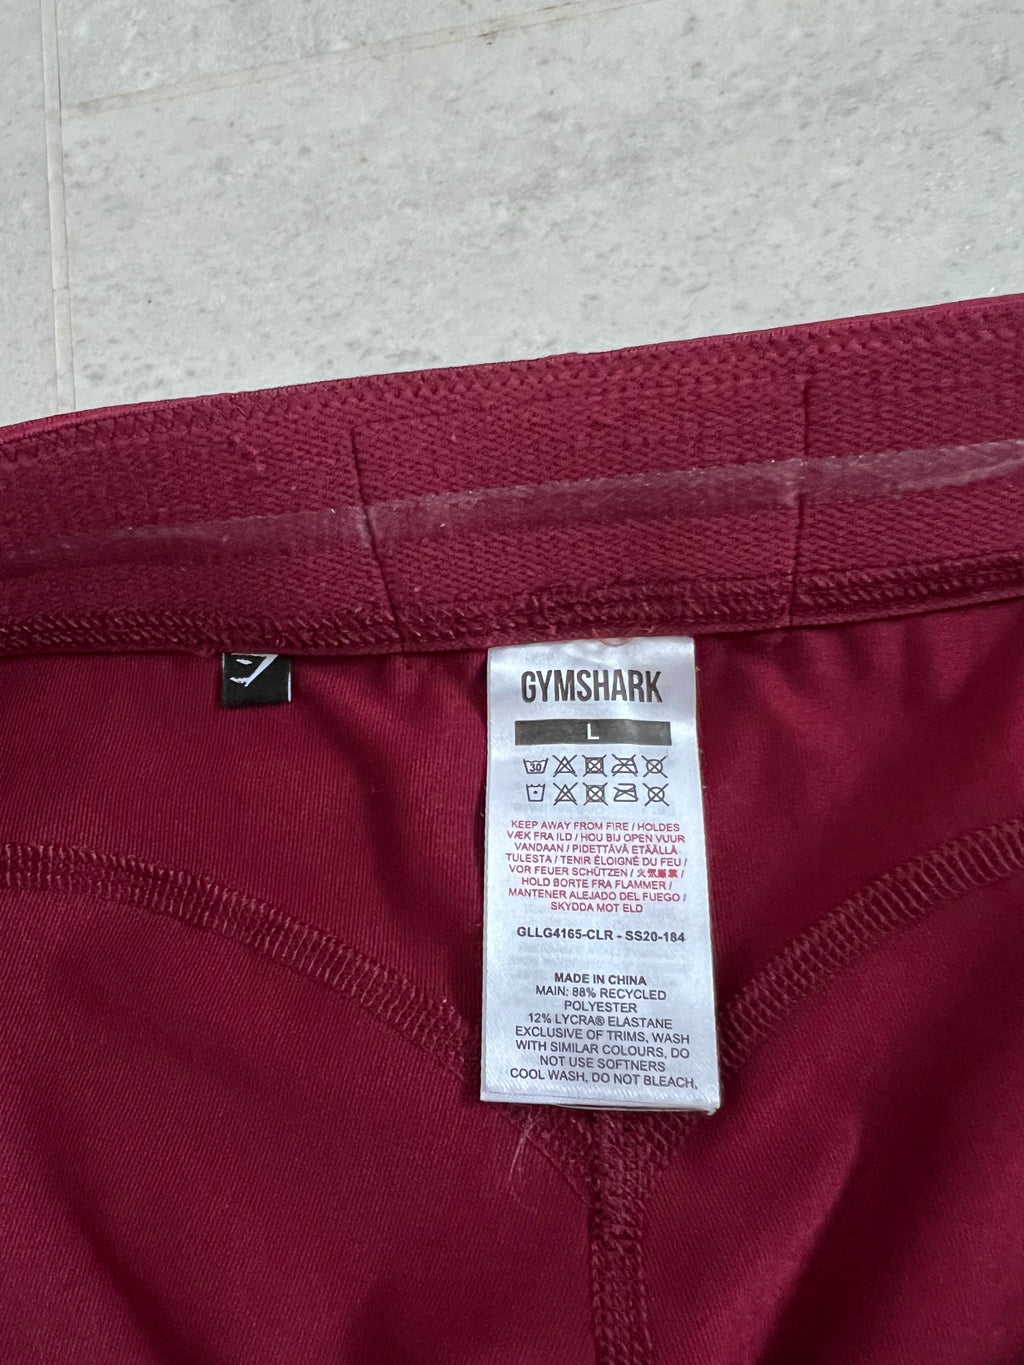 GYMSHARK
L
30
KEEP AWAY FROM FIRE / HOLDES
VÆK FRA ILD / HOU BIJ OPEN VUUR
VANDAAN / PIDETTÄVÄ ETÄÄLLÄ
TULESTA / TENIR ÉLOIGNÉ DU FEU /
VOR FEUER SCHÜTZEN / 火気厳禁 /
HOLD BORTE FRA FLAMMER /
MANTENER ALEJADO DEL FUEGO /
SKYDDA MOT ELD
GLLG4165-CLR - SS20-184
MADE IN CHINA
MAIN: 88% RECYCLED
POLYESTER
12% LYCRA® ELASTANE
EXCLUSIVE OF TRIMS, WASH
WITH SIMILAR COLOURS, DO
NOT USE SOFTNERS
COOL WASH, DO NOT BLEACH,